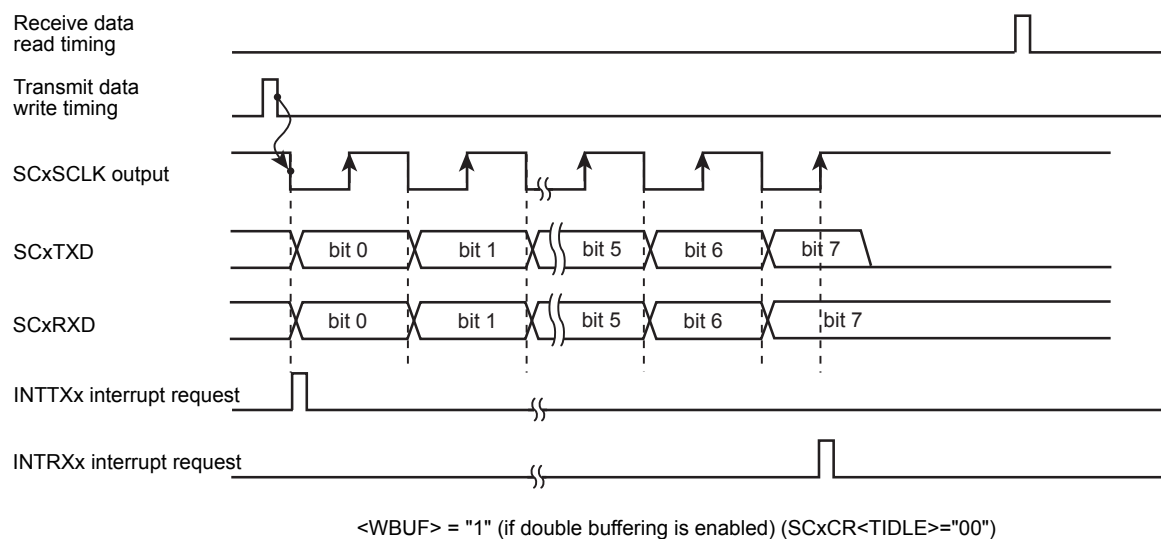 Receive data
read timing
Transmit data
write timing
SCxSCLK output
SCxTXD
bit 0
bit 1
bit 5
bit 6
bit 7
SCxRXD
bit 0
bit 1
bit 5
bit 6
bit 7
INTTXx interrupt request
INTRXx interrupt request
<WBUF> = "1" (if double buffering is enabled) (SCxCR<TIDLE>="00")